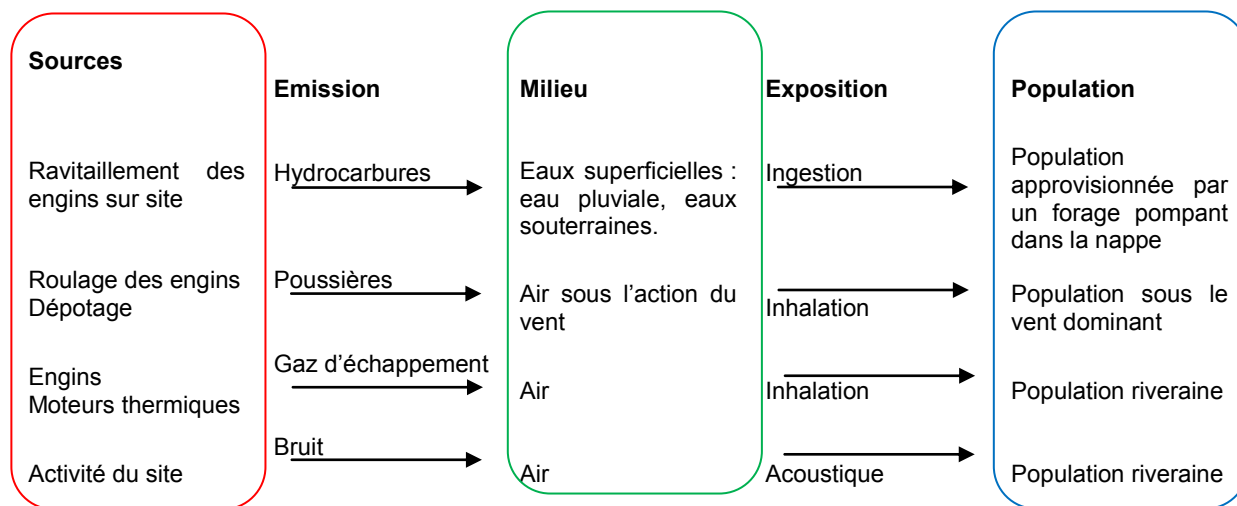 Sources
Emission
Milieu
Exposition
Population
Ravitaillement des
engins sur site
Hydrocarbures
Eaux superficielles :
eau pluviale, eaux
souterraines.
Ingestion
Population
approvisionnée par
un forage pompant
dans la nappe
Roulage des engins
Dépotage
Poussières
Air sous l’action du
vent
Inhalation
Population sous le
vent dominant
Engins
Moteurs thermiques
Gaz d’échappement
Air
Inhalation
Population riveraine
Activité du site
Bruit
Air
Acoustique
Population riveraine